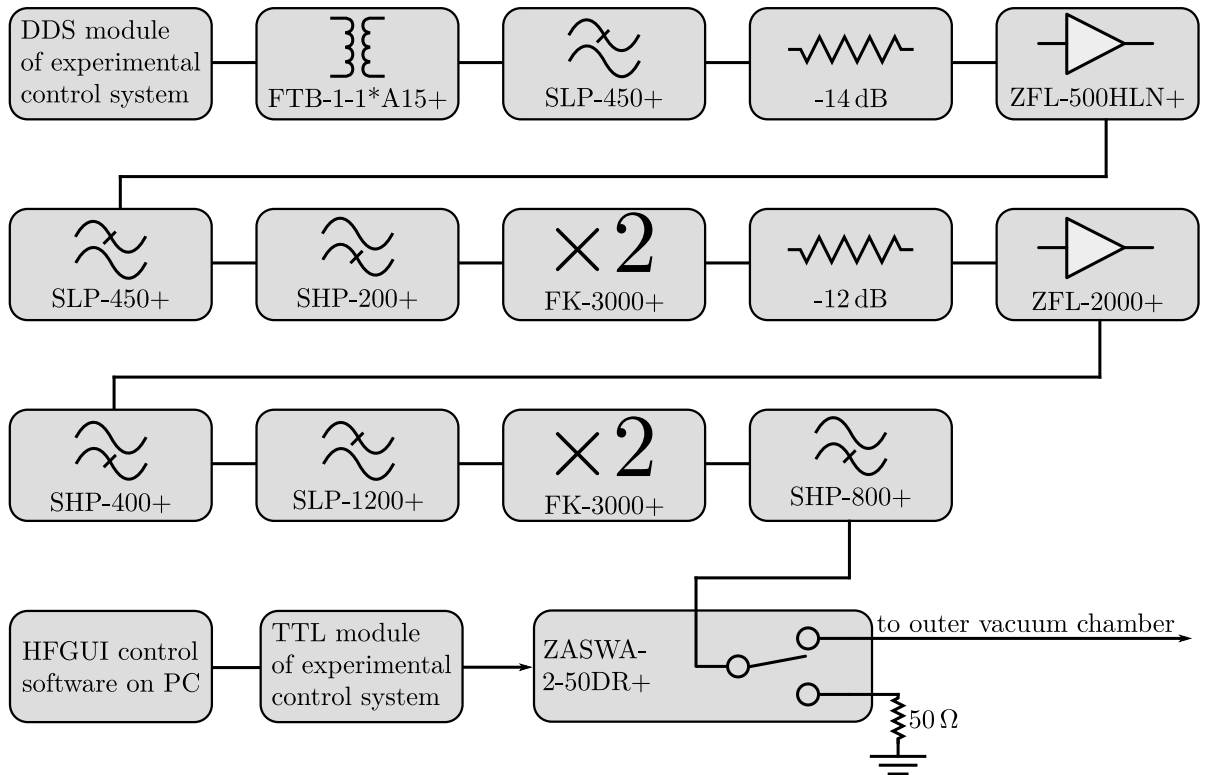 DDS module
of experimental
control system
FTB-1-1*A15+
SLP-450+
-14 dB
ZFL-500HLN+
SLP-450+
SHP-200+
×2
FK-3000+
-12 dB
ZFL-2000+
SHP-400+
SLP-1200+
×2
FK-3000+
SHP-800+
HFGUI control
software on PC
TTL module
of experimental
control system
ZASWA-
2-50DR+
to outer vacuum chamber
50 Ω